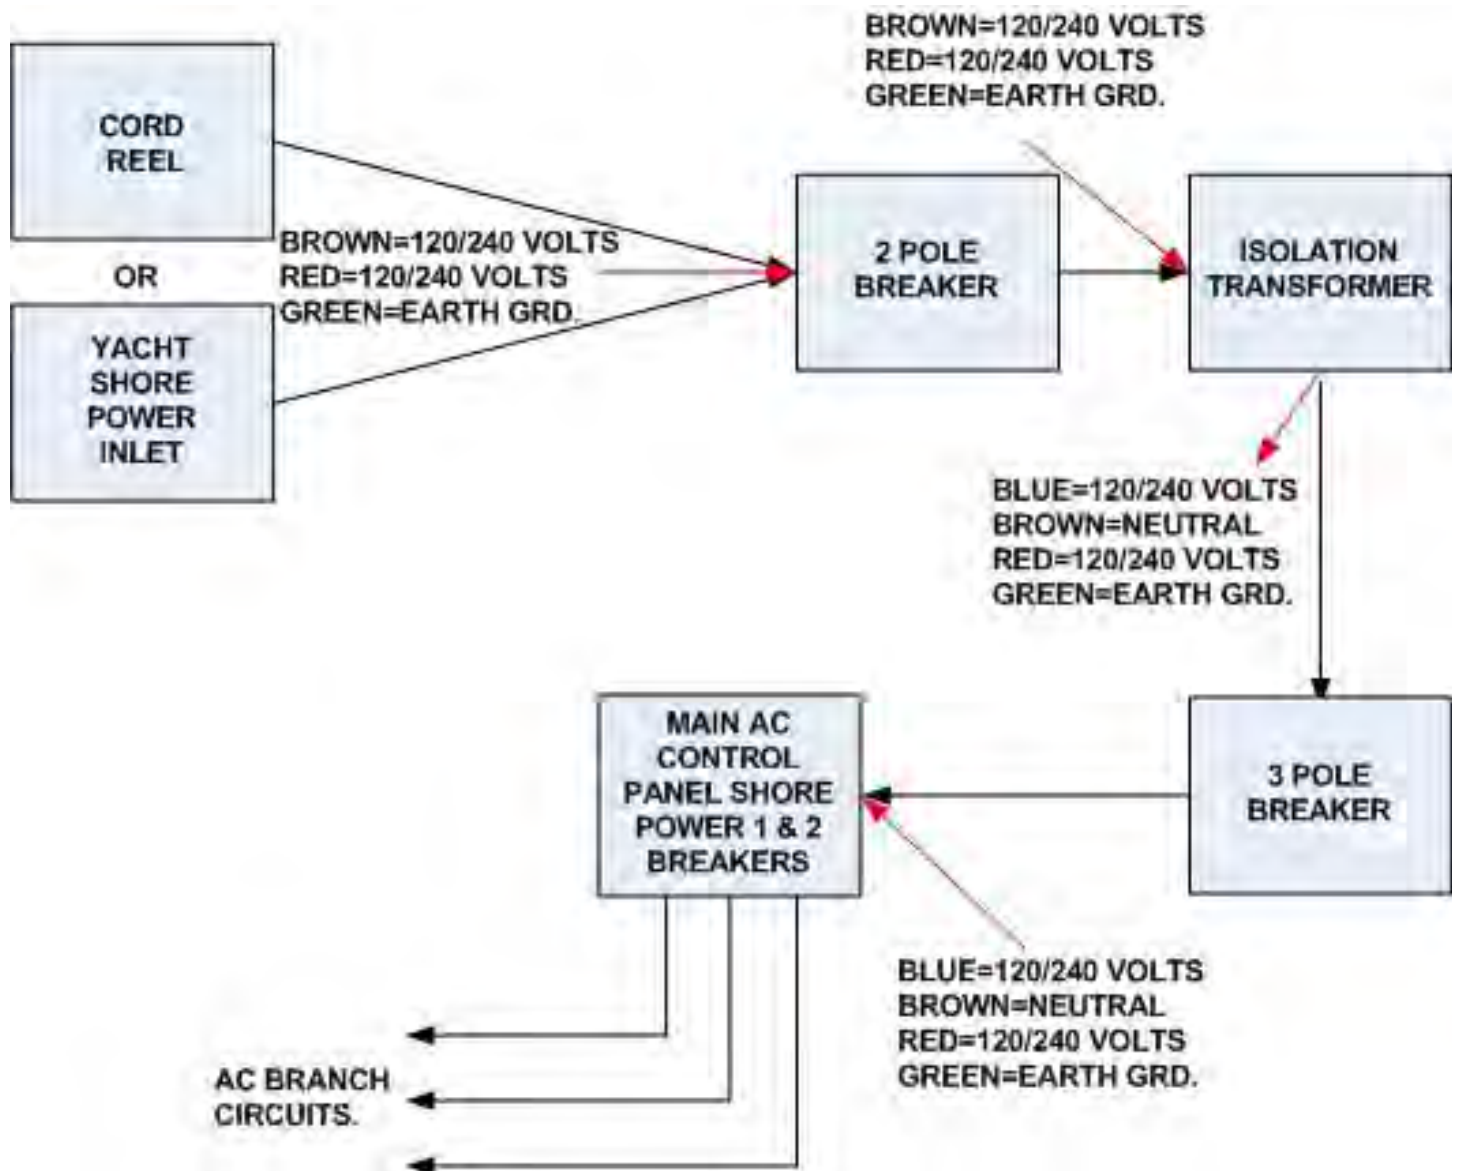 BROWN=120/240 VOLTS
RED=120/240 VOLTS
GREEN=EARTH GRD.
CORD
REEL
OR
YACHT
SHORE
POWER
INLET
BROWN=120/240 VOLTS
RED=120/240 VOLTS
GREEN=EARTH GRD.
2 POLE
BREAKER
ISOLATION
TRANSFORMER
BLUE=120/240 VOLTS
BROWN=NEUTRAL
RED=120/240 VOLTS
GREEN=EARTH GRD.
3 POLE
BREAKER
MAIN AC
CONTROL
PANEL SHORE
POWER 1 & 2
BREAKERS
BLUE=120/240 VOLTS
BROWN=NEUTRAL
RED=120/240 VOLTS
GREEN=EARTH GRD.
AC BRANCH
CIRCUITS.